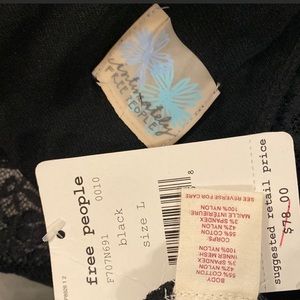 intimately
FREE PEOPLE
free people
0010
F707N691
black
size L
suggested retail price
$78.00
BODY
55% COTTON
42% NYLON
3% SPANDEX
INNER MESH
100% NYLON
CORPS:
55% COTON
42% NYLON
3% SPANDEX
MAILLE INTÉRIEURE
100% NYLON
SEE REVERSE FOR CARE